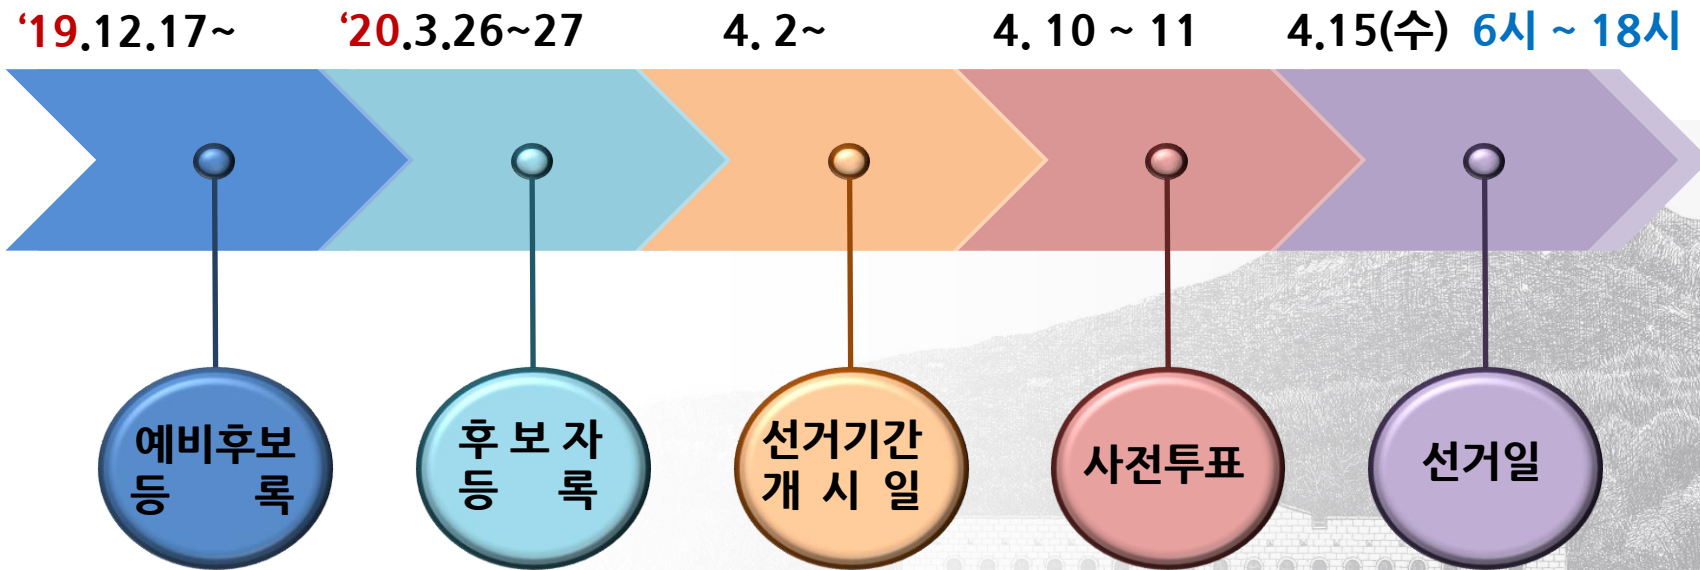 ‘19.12.17~
‘20.3.26~27
4. 2~
4. 10 ~ 11
4.15(수) 6시 ~ 18시
예비후보
등 록
후 보 자
등 록
선거기간
개 시 일
사전투표
선거일